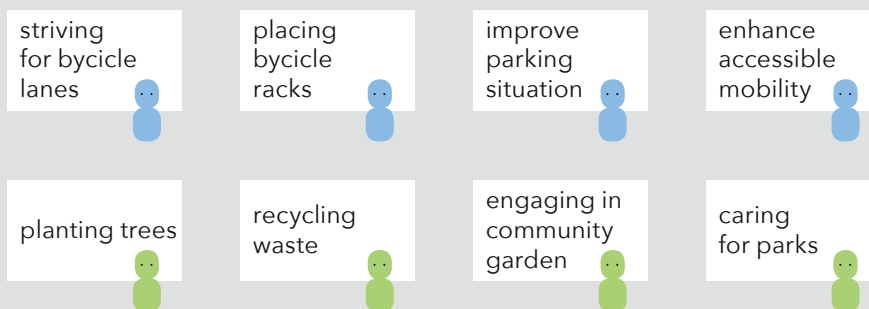 striving
for bycicle
lanes
placing
bycicle
racks
improve
parking
situation
enhance
accessible
mobility
planting trees
recycling
waste
engaging in
community
garden
caring
for parks